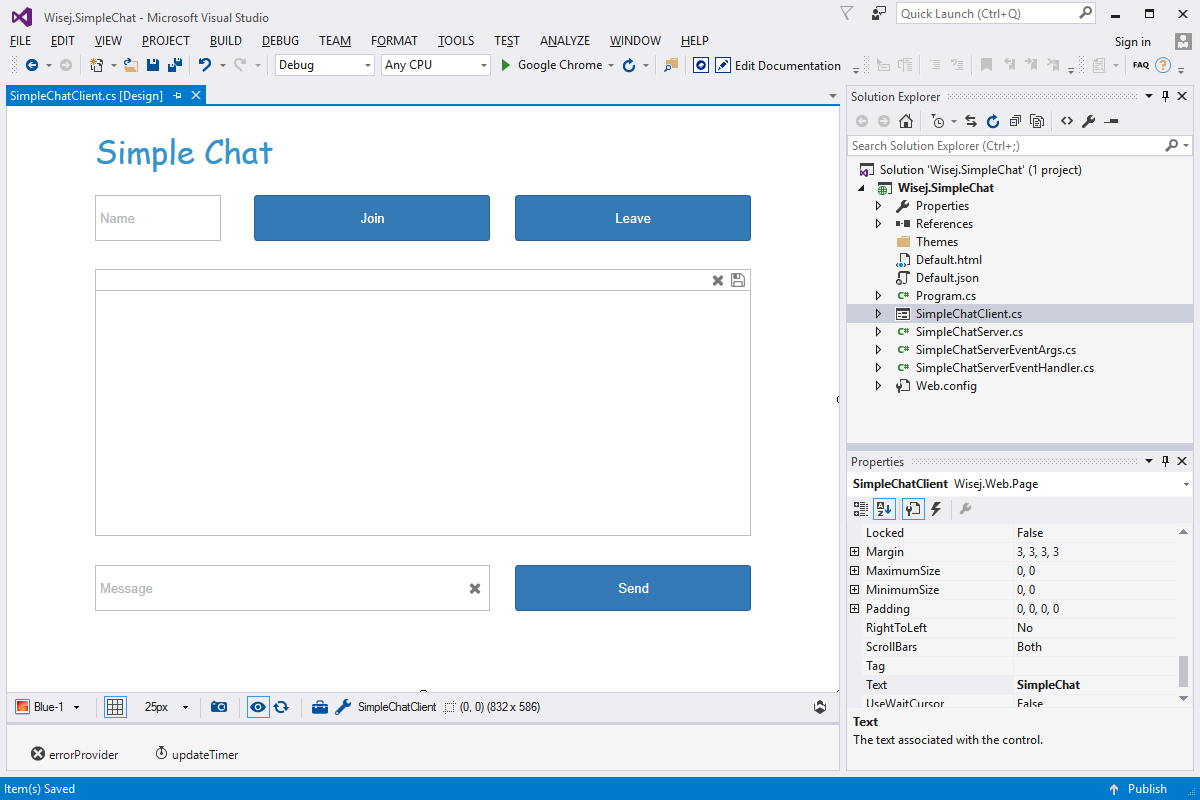 Wisej.SimpleChat - Microsoft Visual Studio
Quick Launch (Ctrl+Q)
FILE EDIT VIEW PROJECT BUILD DEBUG TEAM FORMAT TOOLS TEST ANALYZE WINDOW HELP
Sign in
Debug Any CPU Google Chrome Edit Documentation FAQ ?
SimpleChatClient.cs [Design]
Simple Chat
Name Join Leave
Message Send
Blue-1 25px SimpleChatClient (0, 0) (832 x 586)
errorProvider updateTimer
Solution Explorer
Search Solution Explorer (Ctrl+;)
Solution 'Wisej.SimpleChat' (1 project)
Wisej.SimpleChat
Properties
References
Themes
Default.html
Default.json
C# Program.cs
SimpleChatClient.cs
C# SimpleChatServer.cs
C# SimpleChatServerEventArgs.cs
C# SimpleChatServerEventHandler.cs
Web.config
Properties
SimpleChatClient Wisej.Web.Page
Locked False
Margin 3, 3, 3, 3
MaximumSize 0, 0
MinimumSize 0, 0
Padding 0, 0, 0, 0
RightToLeft No
ScrollBars Both
Tag
Text SimpleChat
UseWaitCursor False
Text
The text associated with the control.
Item(s) Saved
Publish